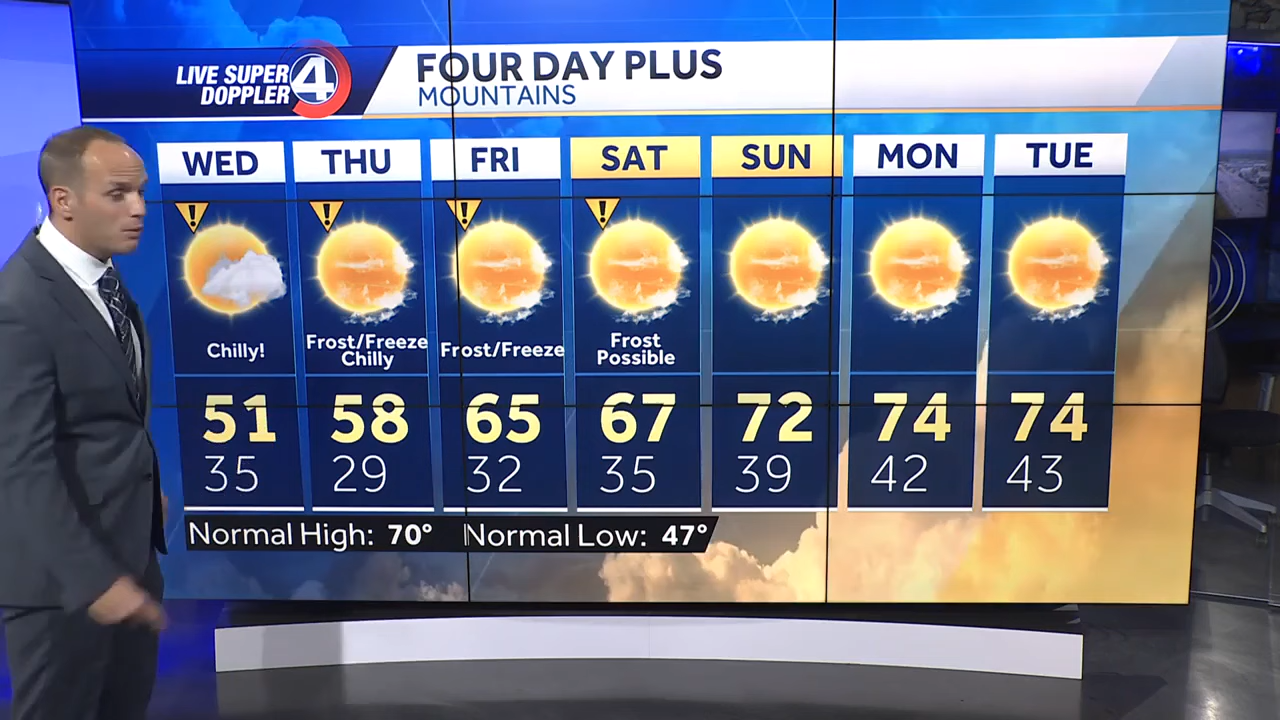 LIVE SUPER
DOPPLER 4
FOUR DAY PLUS
MOUNTAINS
WED THU FRI SAT SUN MON TUE
! ! ! !
Chilly!
Frost/Freeze
Chilly
Frost/Freeze
Frost
Possible
51 58 65 67 72 74 74
35 29 32 35 39 42 43
Normal High: 70° Normal Low: 47°